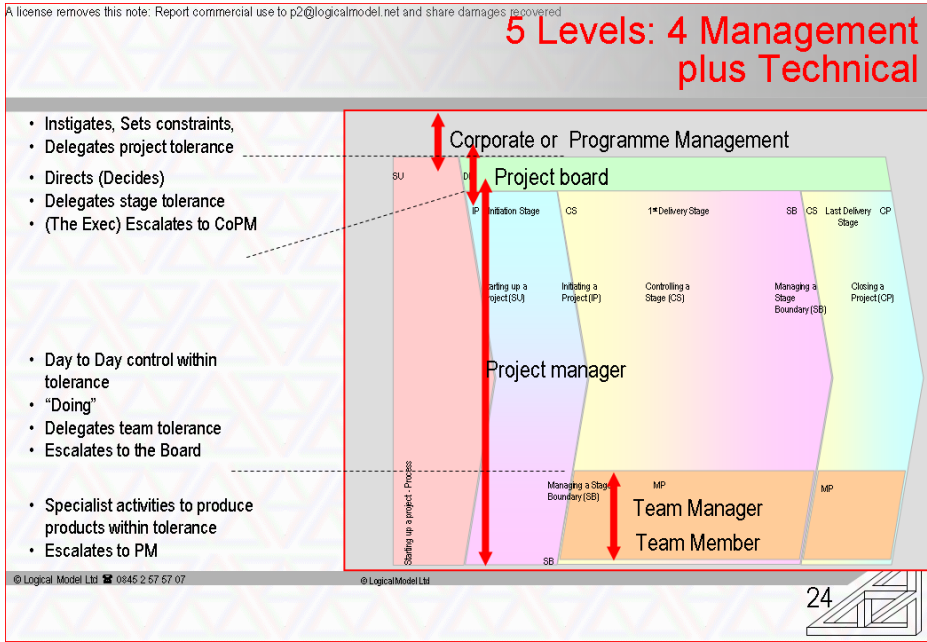 A license removes this note: Report commercial use to p2@logicalmodel.net and share damages recovered
5 Levels: 4 Management
plus Technical
• Instigates, Sets constraints,
• Delegates project tolerance
• Directs (Decides)
• Delegates stage tolerance
• (The Exec) Escalates to CoPM
• Day to Day control within
tolerance
• “Doing”
• Delegates team tolerance
• Escalates to the Board
• Specialist activities to produce
products within tolerance
• Escalates to PM
Corporate or Programme Management
SU
Project board
IP Initiation Stage
CS
1st Delivery Stage
SB
CS
Last Delivery
Stage
CP
arting up a
roject (SU)
Initiating a
Project (IP)
Controlling a
Stage (CS)
Managing a
Stage
Boundary (SB)
Closing a
Project (CP)
Project manager
Starting up a project - Process
Managing a Stage
Boundary (SB)
MP
MP
Team Manager
Team Member
SB
© Logical Model Ltd ☎ 0845 2 57 57 07
© Logical Model Ltd
24